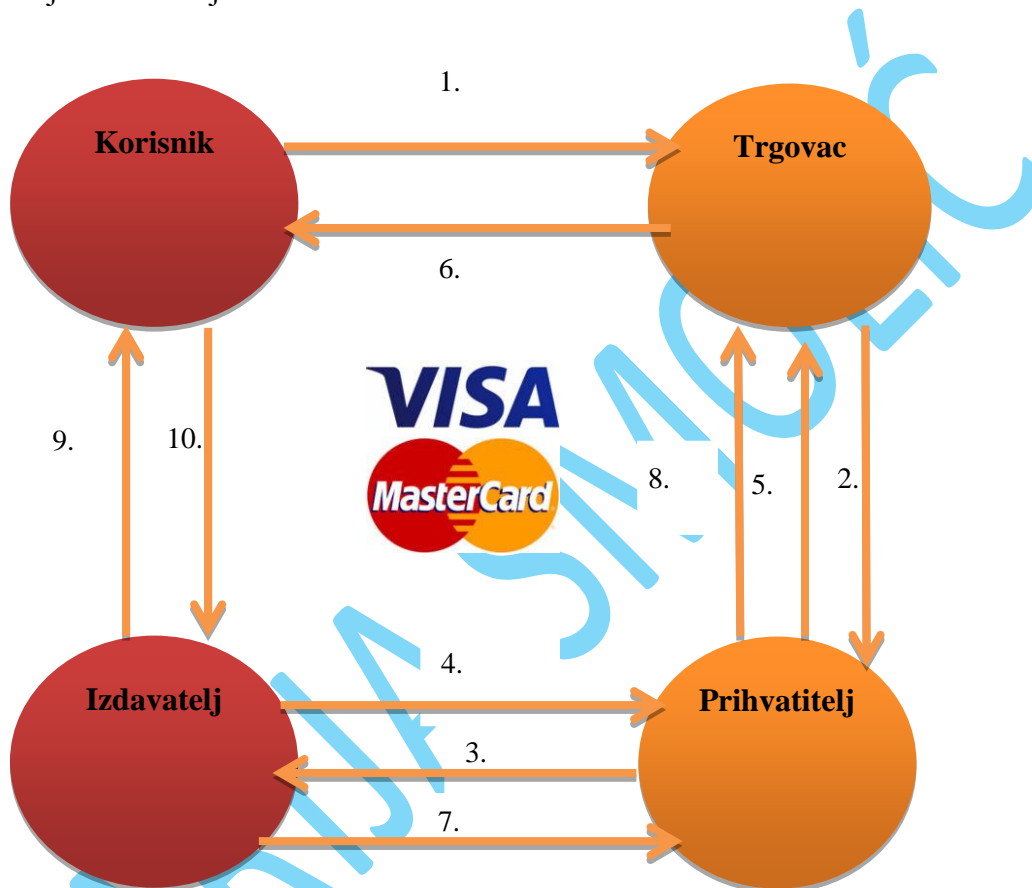 1.
Korisnik
Trgovac
6.
VISA
MasterCard
9.
10.
8.
5.
2.
4.
Izdavatelj
Prihvatitelj
3.
7.